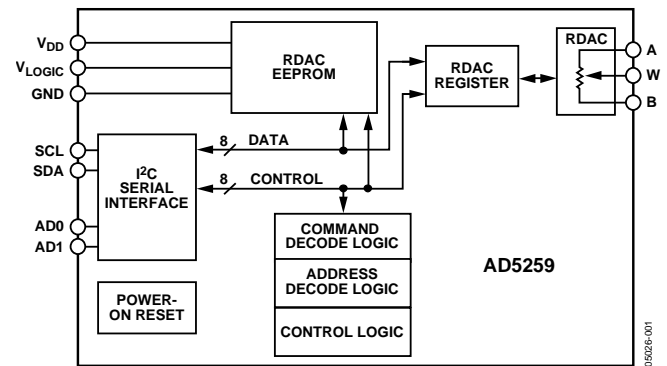 V_DD
V_LOGIC
GND
SCL
SDA
AD0
AD1
RDAC
EEPROM
RDAC
REGISTER
RDAC
A
W
B
8
DATA
8
CONTROL
I²C
SERIAL
INTERFACE
COMMAND
DECODE LOGIC
ADDRESS
DECODE LOGIC
CONTROL LOGIC
POWER-
ON RESET
AD5259
05026-001